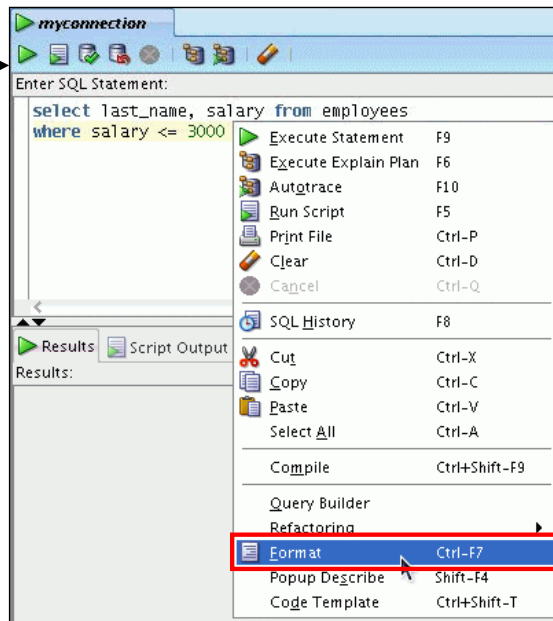 myconnection
Enter SQL Statement:
select last_name, salary from employees
where salary <= 3000
Execute Statement F9
Execute Explain Plan F6
Autotrace F10
Run Script F5
Print File Ctrl-P
Clear Ctrl-D
Cancel Ctrl-Q
SQL History F8
Results Script Output
Results:
Cut Ctrl-X
Copy Ctrl-C
Paste Ctrl-V
Select All Ctrl-A
Compile Ctrl+Shift-F9
Query Builder
Refactoring
Format Ctrl-F7
Popup Describe Shift-F4
Code Template Ctrl+Shift-T